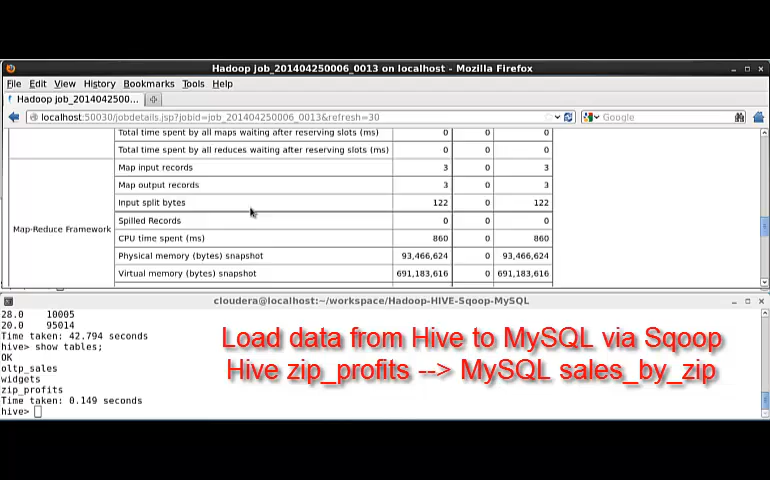 Hadoop job_201404250006_0013 on localhost - Mozilla Firefox
File Edit View History Bookmarks Tools Help
Hadoop job_2014042500...
localhost:50030/jobdetails.jsp?jobid=job_201404250006_0013&refresh=30
Google
Total time spent by all maps waiting after reserving slots (ms) 0 0 0
Total time spent by all reduces waiting after reserving slots (ms) 0 0 0
Map input records 3 0 3
Map output records 3 0 3
Input split bytes 122 0 122
Spilled Records 0 0 0
Map-Reduce Framework
CPU time spent (ms) 860 0 860
Physical memory (bytes) snapshot 93,466,624 0 93,466,624
Virtual memory (bytes) snapshot 691,183,616 0 691,183,616
cloudera@localhost:~/workspace/Hadoop-HIVE-Sqoop-MySQL
28.0 10005
20.0 95014
Time taken: 42.794 seconds
hive> show tables;
OK
oltp_sales
widgets
zip_profits
Time taken: 0.149 seconds
hive>
Load data from Hive to MySQL via Sqoop
Hive zip_profits --> MySQL sales_by_zip